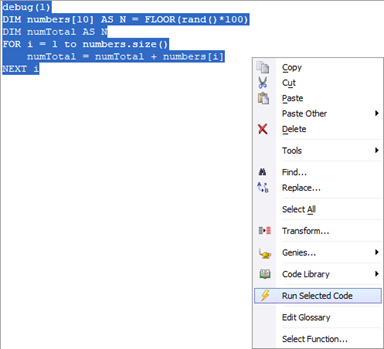 debug(1)
DIM numbers[10] AS N = FLOOR(rand()*100)
DIM numTotal AS N
FOR i = 1 to numbers.size()
    numTotal = numTotal + numbers[i]
NEXT i
Copy
Cut
Paste
Paste Other
Delete
Tools
Find...
Replace...
Select All
Transform...
Genies...
Code Library
Run Selected Code
Edit Glossary
Select Function...